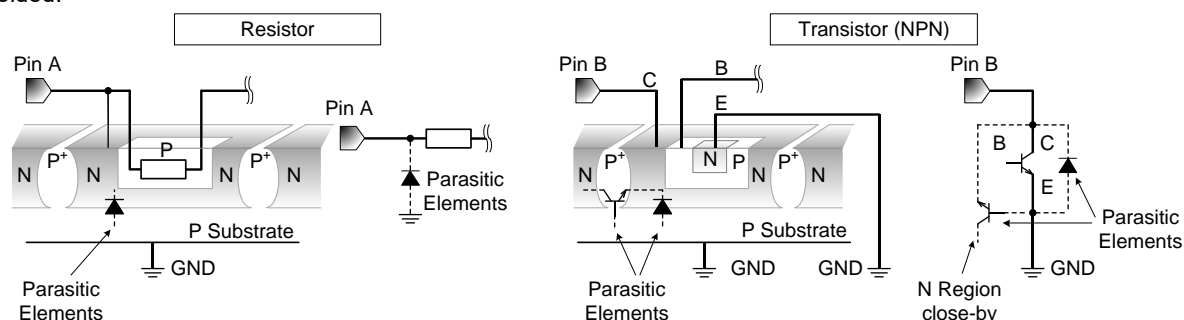 Resistor
Transistor (NPN)
Pin A
Pin A
P
N
P+
N
N
P+
N
Parasitic
Elements
P Substrate
GND
Parasitic
Elements
Pin B
C
B
E
N
P+
N
N
P
P+
N
P Substrate
GND
GND
Parasitic
Elements
Pin B
B
C
E
Parasitic
Elements
GND
N Region
close-by